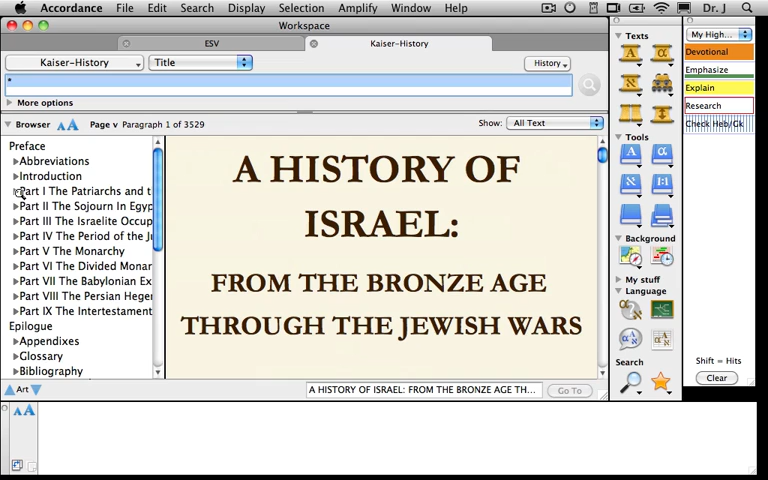 Accordance File Edit Search Display Selection Amplify Window Help Dr. J
Workspace
ESV Kaiser-History
Kaiser-History Title History
*
More options
Browser AA Page v Paragraph 1 of 3529 Show: All Text
Preface
Abbreviations
Introduction
Part I The Patriarchs and t
Part II The Sojourn In Egyp
Part III The Israelite Occup
Part IV The Period of the Ju
Part V The Monarchy
Part VI The Divided Monar
Part VII The Babylonian Ex
Part VIII The Persian Heger
Part IX The Intertestament
Epilogue
Appendixes
Glossary
Bibliography
A HISTORY OF
ISRAEL:
FROM THE BRONZE AGE
THROUGH THE JEWISH WARS
Art A HISTORY OF ISRAEL: FROM THE BRONZE AGE TH... Go To
AA
Texts
Tools
Background
My stuff
Language
Search
My Hig...
Devotional
Emphasize
Explain
Research
Check Heb/Gk
Shift = Hits
Clear